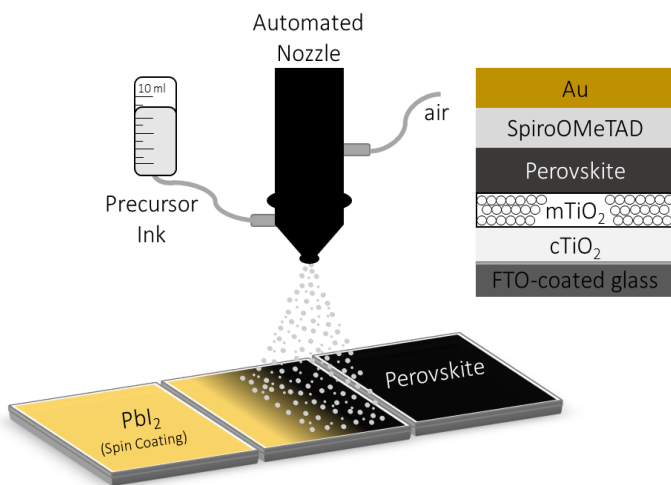 Automated
Nozzle
10 ml
air
Precursor
Ink
Au
SpiroOMeTAD
Perovskite
mTiO₂
cTiO₂
FTO-coated glass
PbI₂
(Spin Coating)
Perovskite